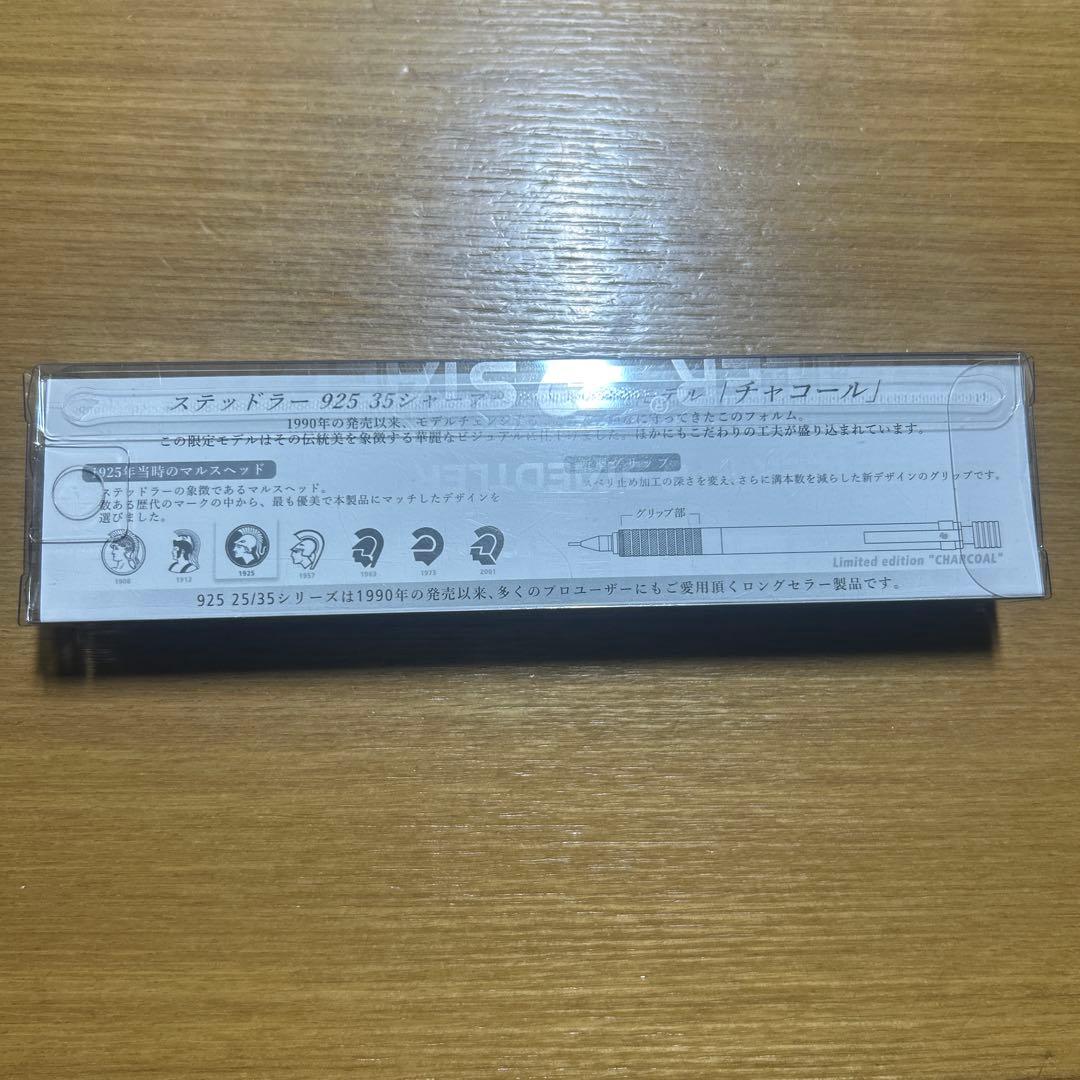 ステッドラー 925 35シャープ 「チャコール」
1990年の発売以来、モデルチェンジ 守ってきたこのフォルム。
この限定モデルはその伝統美を象徴する華麗なビジュアル ました。ほかにもこだわりの工夫が盛り込まれています。
1925年当時のマルスヘッド
ステッドラーの象徴であるマルスヘッド。
数ある歴代のマークの中から、最も優美で本製品にマッチしたデザインを
選びました。
1908 1912 1925 1957 1963 1973 2001
グリップ
スベリ止め加工の深さを変え、さらに溝本数を減らした新デザインのグリップです。
グリップ部
Limited edition "CHARCOAL"
925 25/35シリーズは1990年の発売以来、多くのプロユーザーにもご愛用頂くロングセラー製品です。